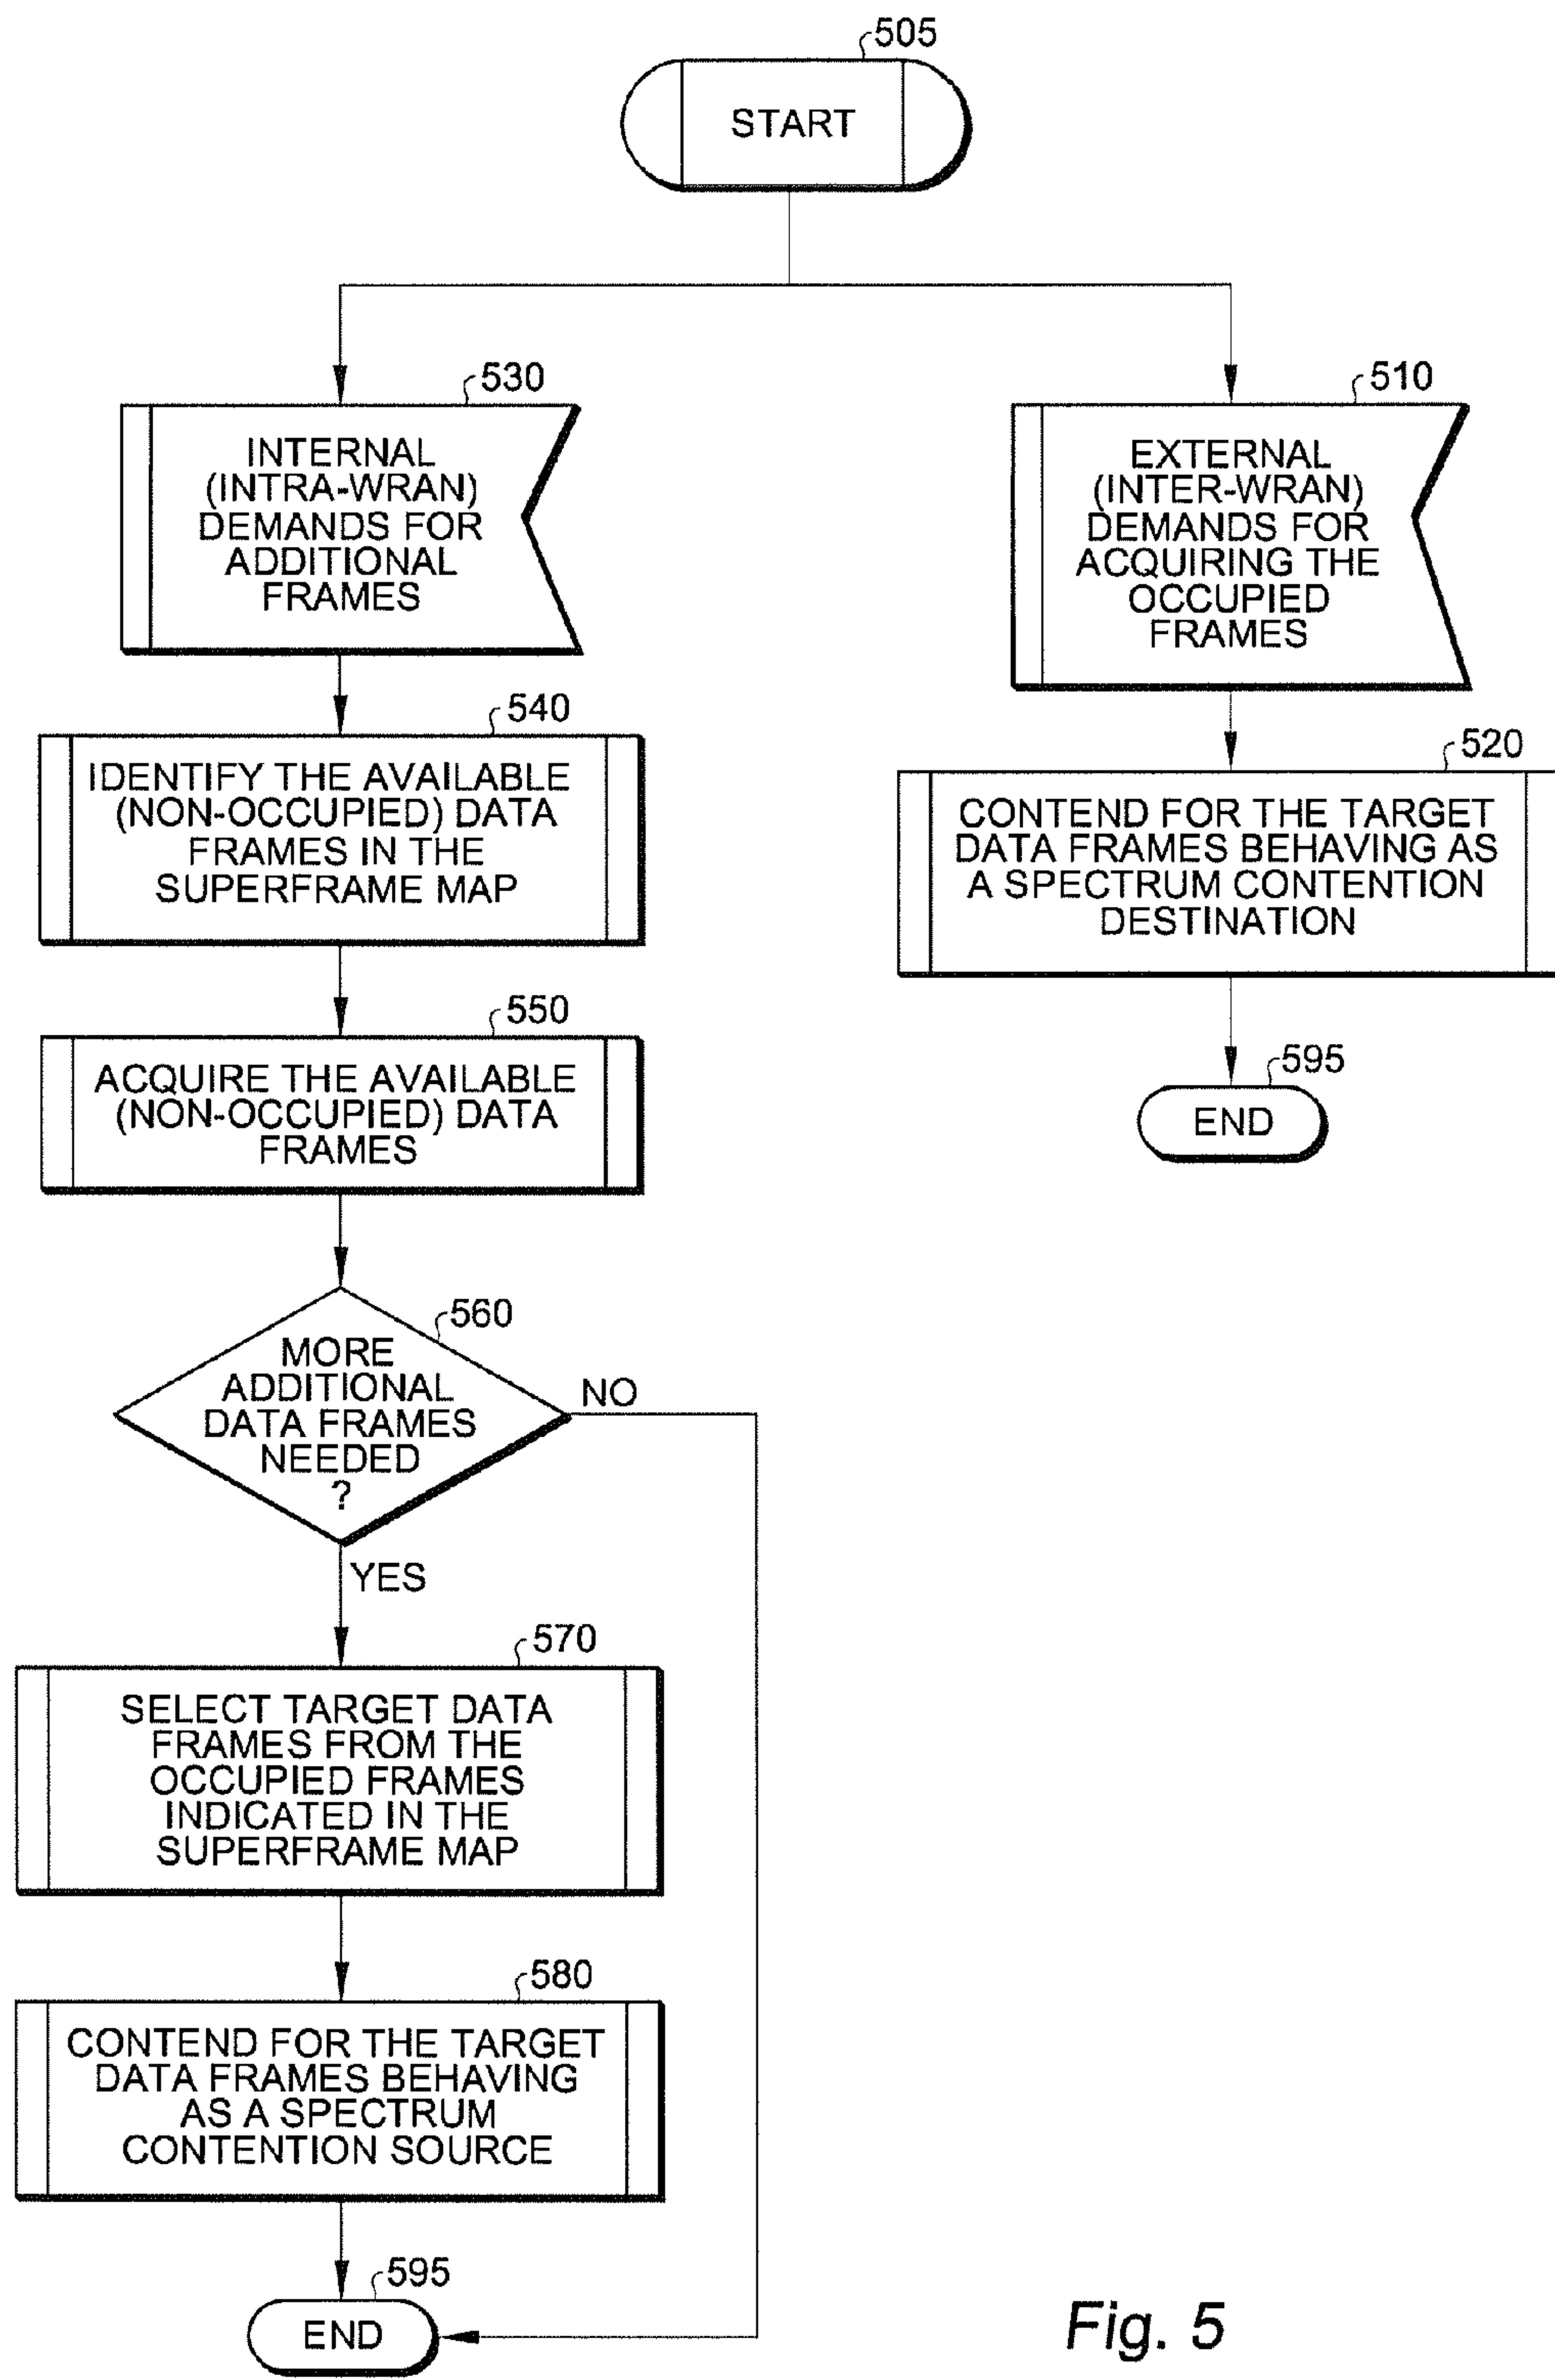 505
START
530
INTERNAL
(INTRA-WRAN)
DEMANDS FOR
ADDITIONAL
FRAMES
510
EXTERNAL
(INTER-WRAN)
DEMANDS FOR
ACQUIRING THE
OCCUPIED
FRAMES
540
IDENTIFY THE AVAILABLE
(NON-OCCUPIED) DATA
FRAMES IN THE
SUPERFRAME MAP
520
CONTEND FOR THE TARGET
DATA FRAMES BEHAVING AS
A SPECTRUM CONTENTION
DESTINATION
550
ACQUIRE THE AVAILABLE
(NON-OCCUPIED) DATA
FRAMES
595
END
560
MORE
ADDITIONAL
DATA FRAMES
NEEDED
?
NO
YES
570
SELECT TARGET DATA
FRAMES FROM THE
OCCUPIED FRAMES
INDICATED IN THE
SUPERFRAME MAP
580
CONTEND FOR THE TARGET
DATA FRAMES BEHAVING
AS A SPECTRUM
CONTENTION SOURCE
595
END
Fig. 5